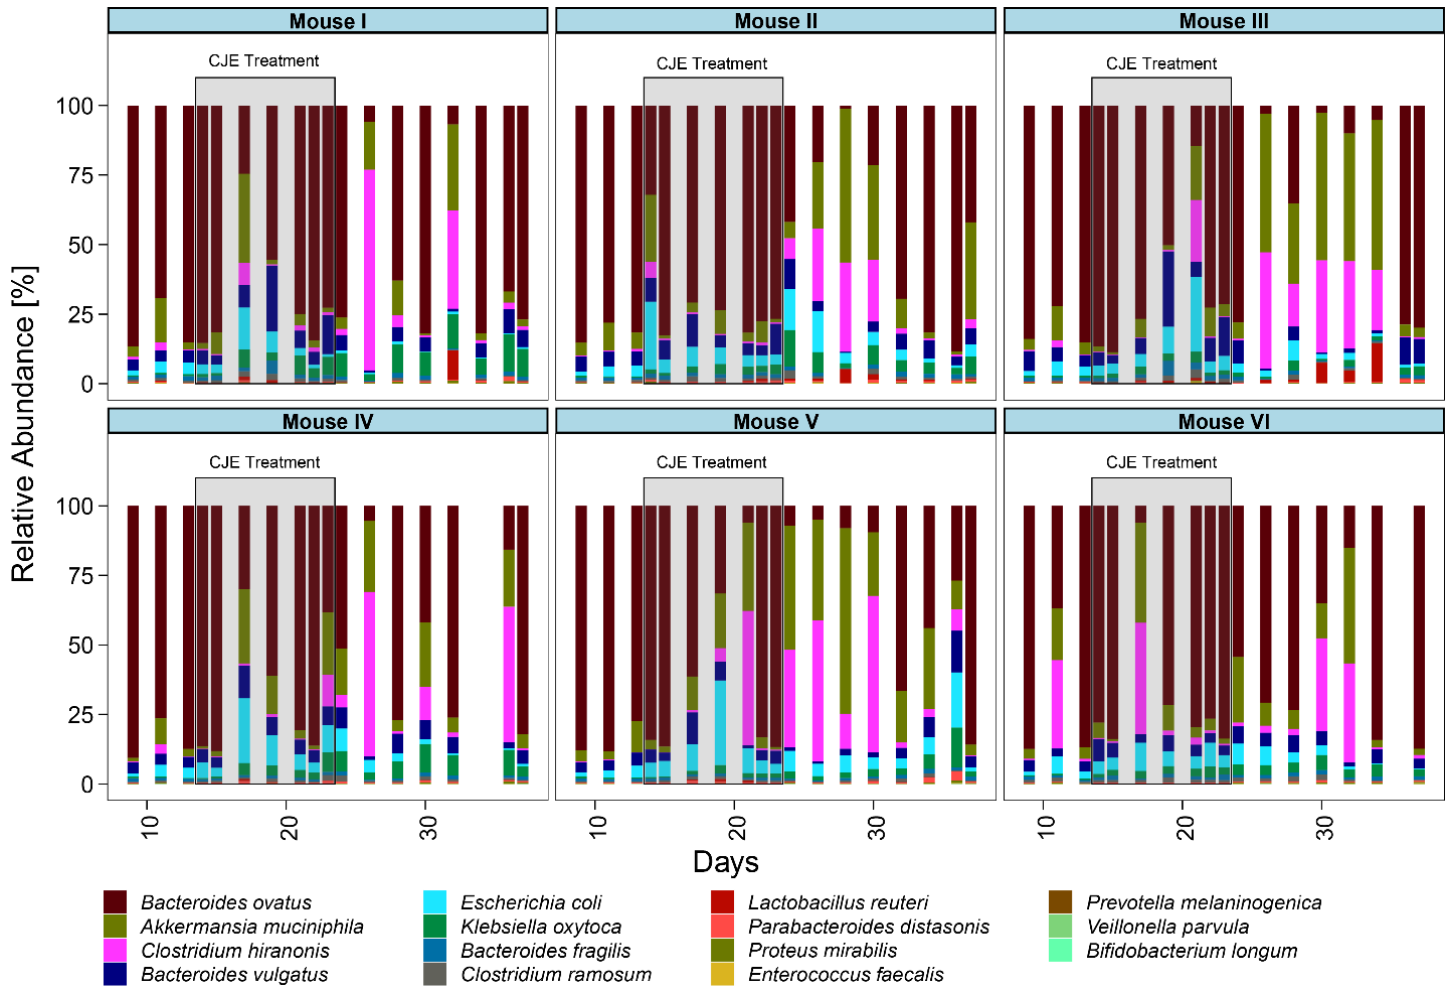 Mouse I Mouse II Mouse III
CJE Treatment CJE Treatment CJE Treatment
100
75
50
25
0
Mouse IV Mouse V Mouse VI
CJE Treatment CJE Treatment CJE Treatment
100
75
50
25
0
Relative Abundance [%]
10 20 30 10 20 30 10 20 30
Days
Bacteroides ovatus Escherichia coli Lactobacillus reuteri Prevotella melaninogenica
Akkermansia muciniphila Klebsiella oxytoca Parabacteroides distasonis Veillonella parvula
Clostridium hiranonis Bacteroides fragilis Proteus mirabilis Bifidobacterium longum
Bacteroides vulgatus Clostridium ramosum Enterococcus faecalis